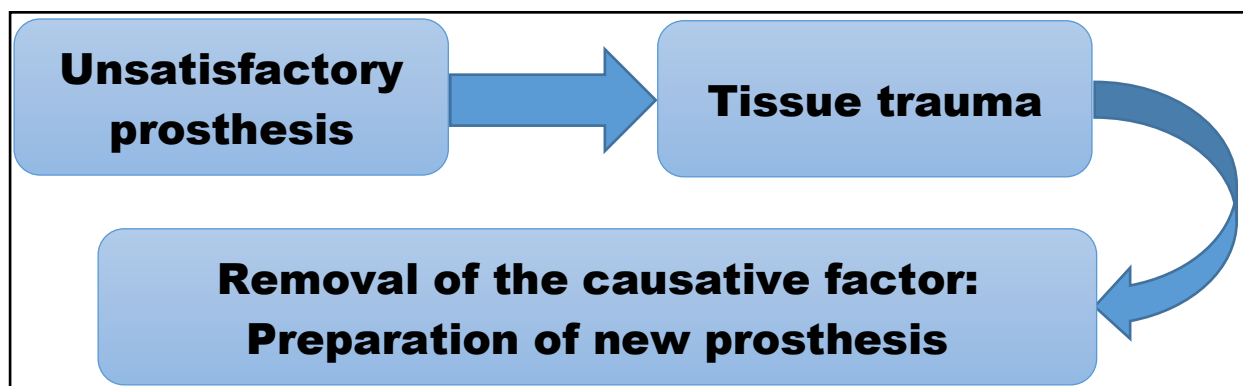 Unsatisfactory
prosthesis
Tissue trauma
Removal of the causative factor:
Preparation of new prosthesis